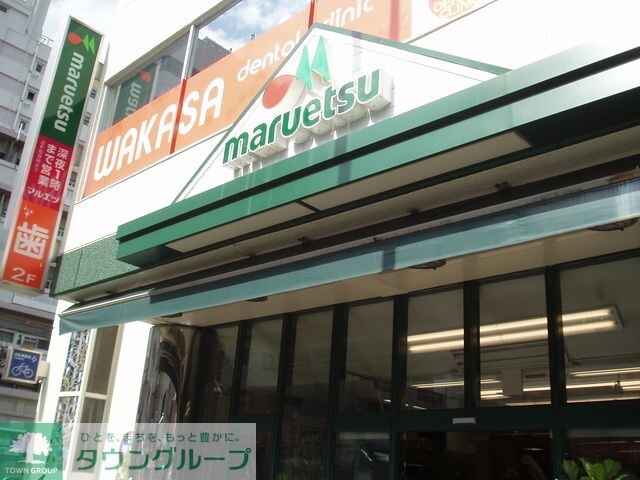 maruetsu
深夜1時
まで営業
マルエツ
歯
2F
WAKASA dental clinic
maruetsu
ひとを、まちを、もっと豊かに。
タウングループ
TOWN GROUP